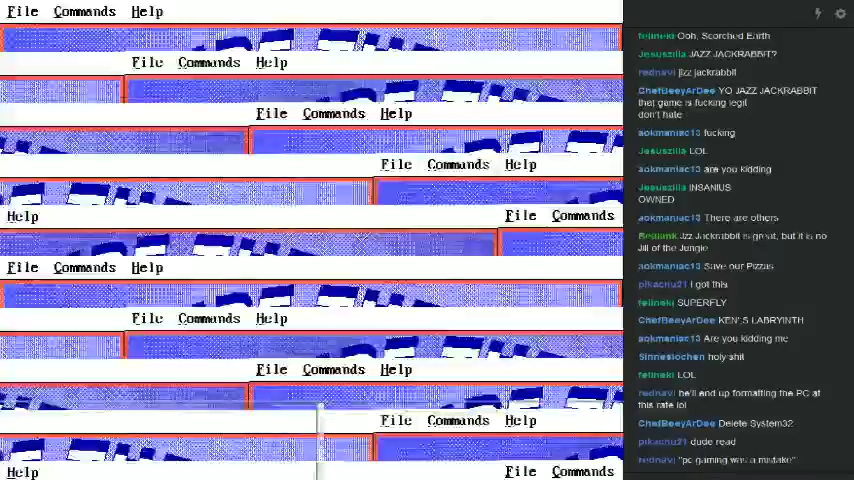 File Commands Help
File Commands Help
File Commands Help
File Commands Help
Help File Commands
File Commands Help
File Commands Help
File Commands Help
File Commands Help
Help File Commands
felineki Ooh, Scorched Earth
Jesuszilla JAZZ JACKRABBIT?
rednavi jizz jackrabbit
ChefBeeyArDee YO JAZZ JACKRABBIT
that game is fucking legit
don't hate
aokmaniac13 fucking
Jesuszilla LOL
aokmaniac13 are you kidding
Jesuszilla INSANIUS
OWNED
aokmaniac13 There are others
Jzz Jackrabbit is great, but it is no
Jill of the Jungle
aokmaniac13 Save our Pizzas
pikachu21 I got this
felineki SUPERFLY
ChefBeeyArDee KEN'S LABRYINTH
aokmaniac13 Are you kidding me
Sinneslochen holy shit
felineki LOL
rednavi he'll end up formatting the PC at
this rate lol
ChefBeeyArDee Delete System32
pikachu21 dude read
rednavi "pc gaming was a mistake"